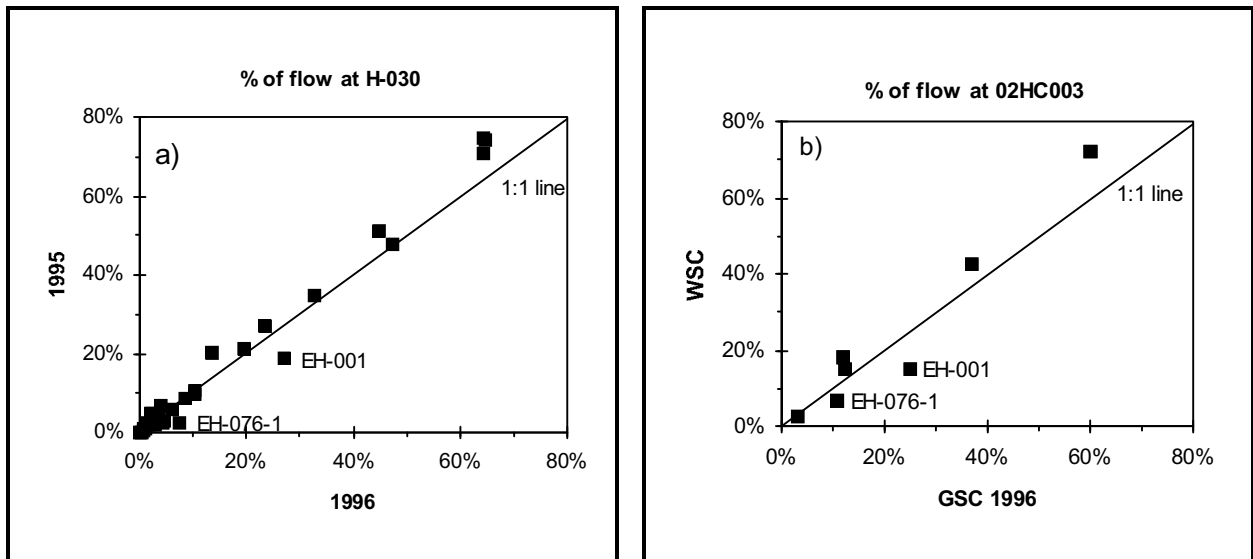 % of flow at H-030
80%
60%
40%
20%
0%
0%
20%
40%
60%
80%
1995
1996
a)
1:1 line
EH-001
EH-076-1
% of flow at 02HC003
80%
60%
40%
20%
0%
0%
20%
40%
60%
80%
WSC
GSC 1996
b)
1:1 line
EH-001
EH-076-1